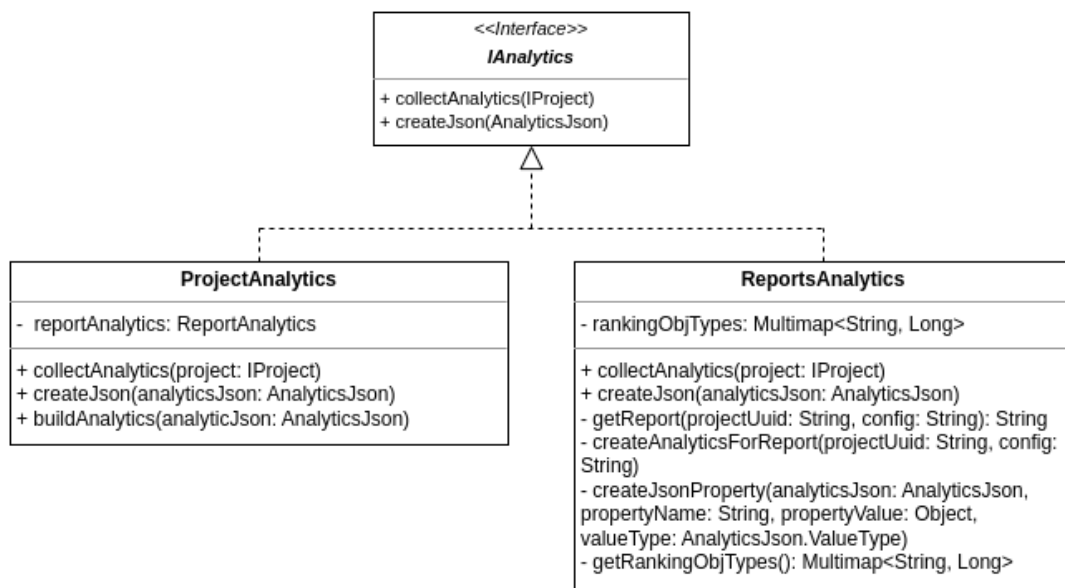 <<Interface>>
IAnalytics
+ collectAnalytics(IProject)
+ createJson(AnalyticsJson)
ProjectAnalytics
- reportAnalytics: ReportAnalytics
+ collectAnalytics(project: IProject)
+ createJson(analyticsJson: AnalyticsJson)
+ buildAnalytics(analyticJson: AnalyticsJson)
ReportsAnalytics
- rankingObjTypes: Multimap<String, Long>
+ collectAnalytics(project: IProject)
+ createJson(analyticsJson: AnalyticsJson)
- getReport(projectUuid: String, config: String): String
- createAnalyticsForReport(projectUuid: String, config:
String)
- createJsonProperty(analyticsJson: AnalyticsJson,
propertyName: String, propertyValue: Object,
valueType: AnalyticsJson.ValueType)
- getRankingObjTypes(): Multimap<String, Long>